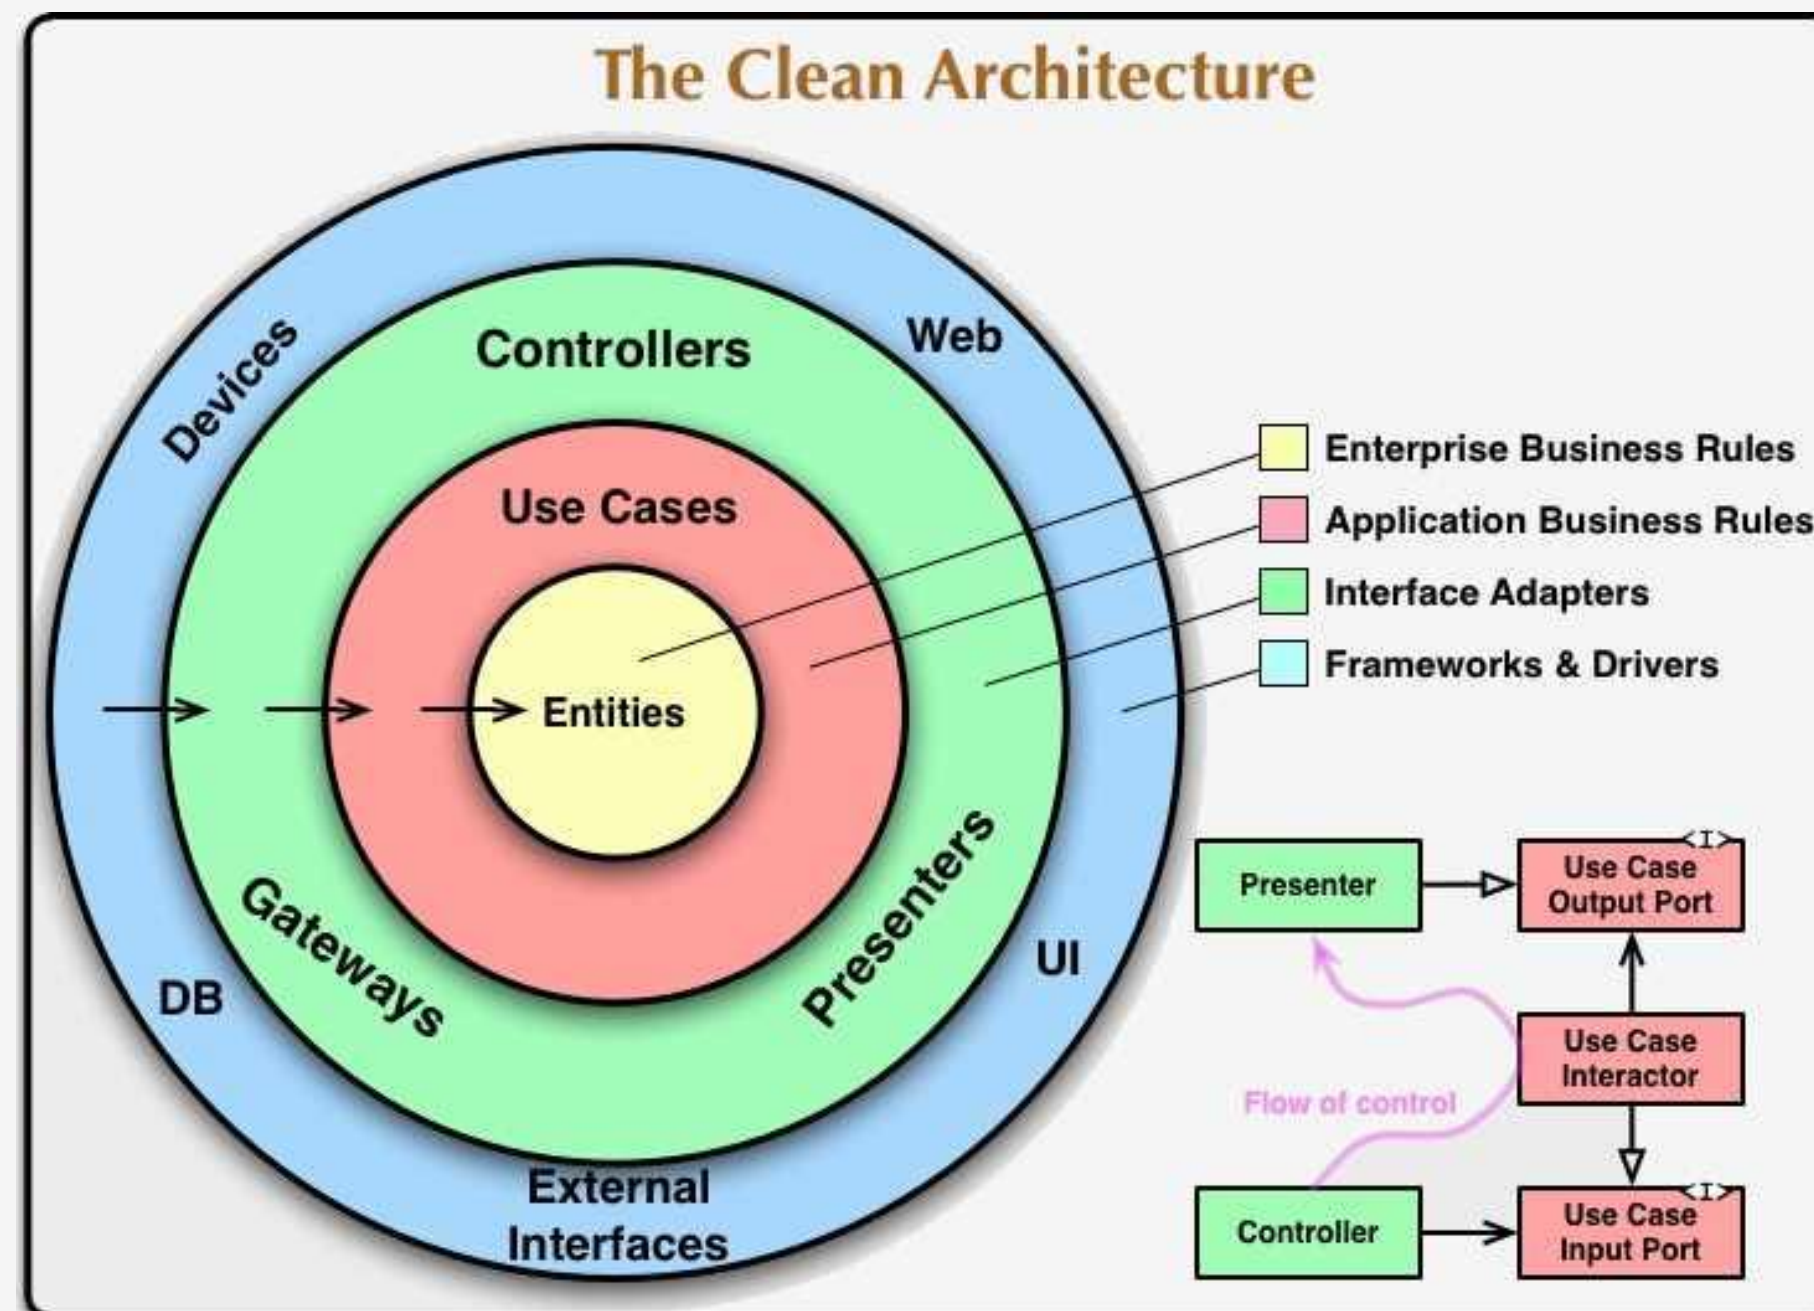 The Clean Architecture
Devices
Web
Controllers
Use Cases
Entities
Gateways
Presenters
DB
UI
External
Interfaces
Enterprise Business Rules
Application Business Rules
Interface Adapters
Frameworks & Drivers
Presenter
<I>
Use Case
Output Port
Use Case
Interactor
Flow of control
Controller
<I>
Use Case
Input Port